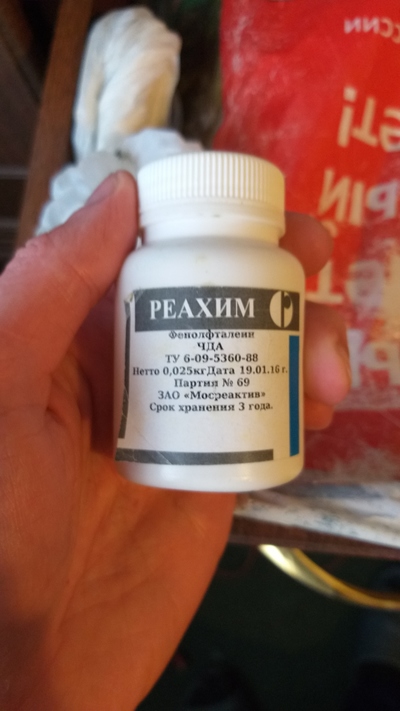 РЕАХИМ
Фенолфталеин
ЧДА
ТУ 6-09-5360-88
Нетто 0,025кгДата 19.01.16 г.
Партия № 69
ЗАО «Мосреактив»
Срок хранения 3 года.